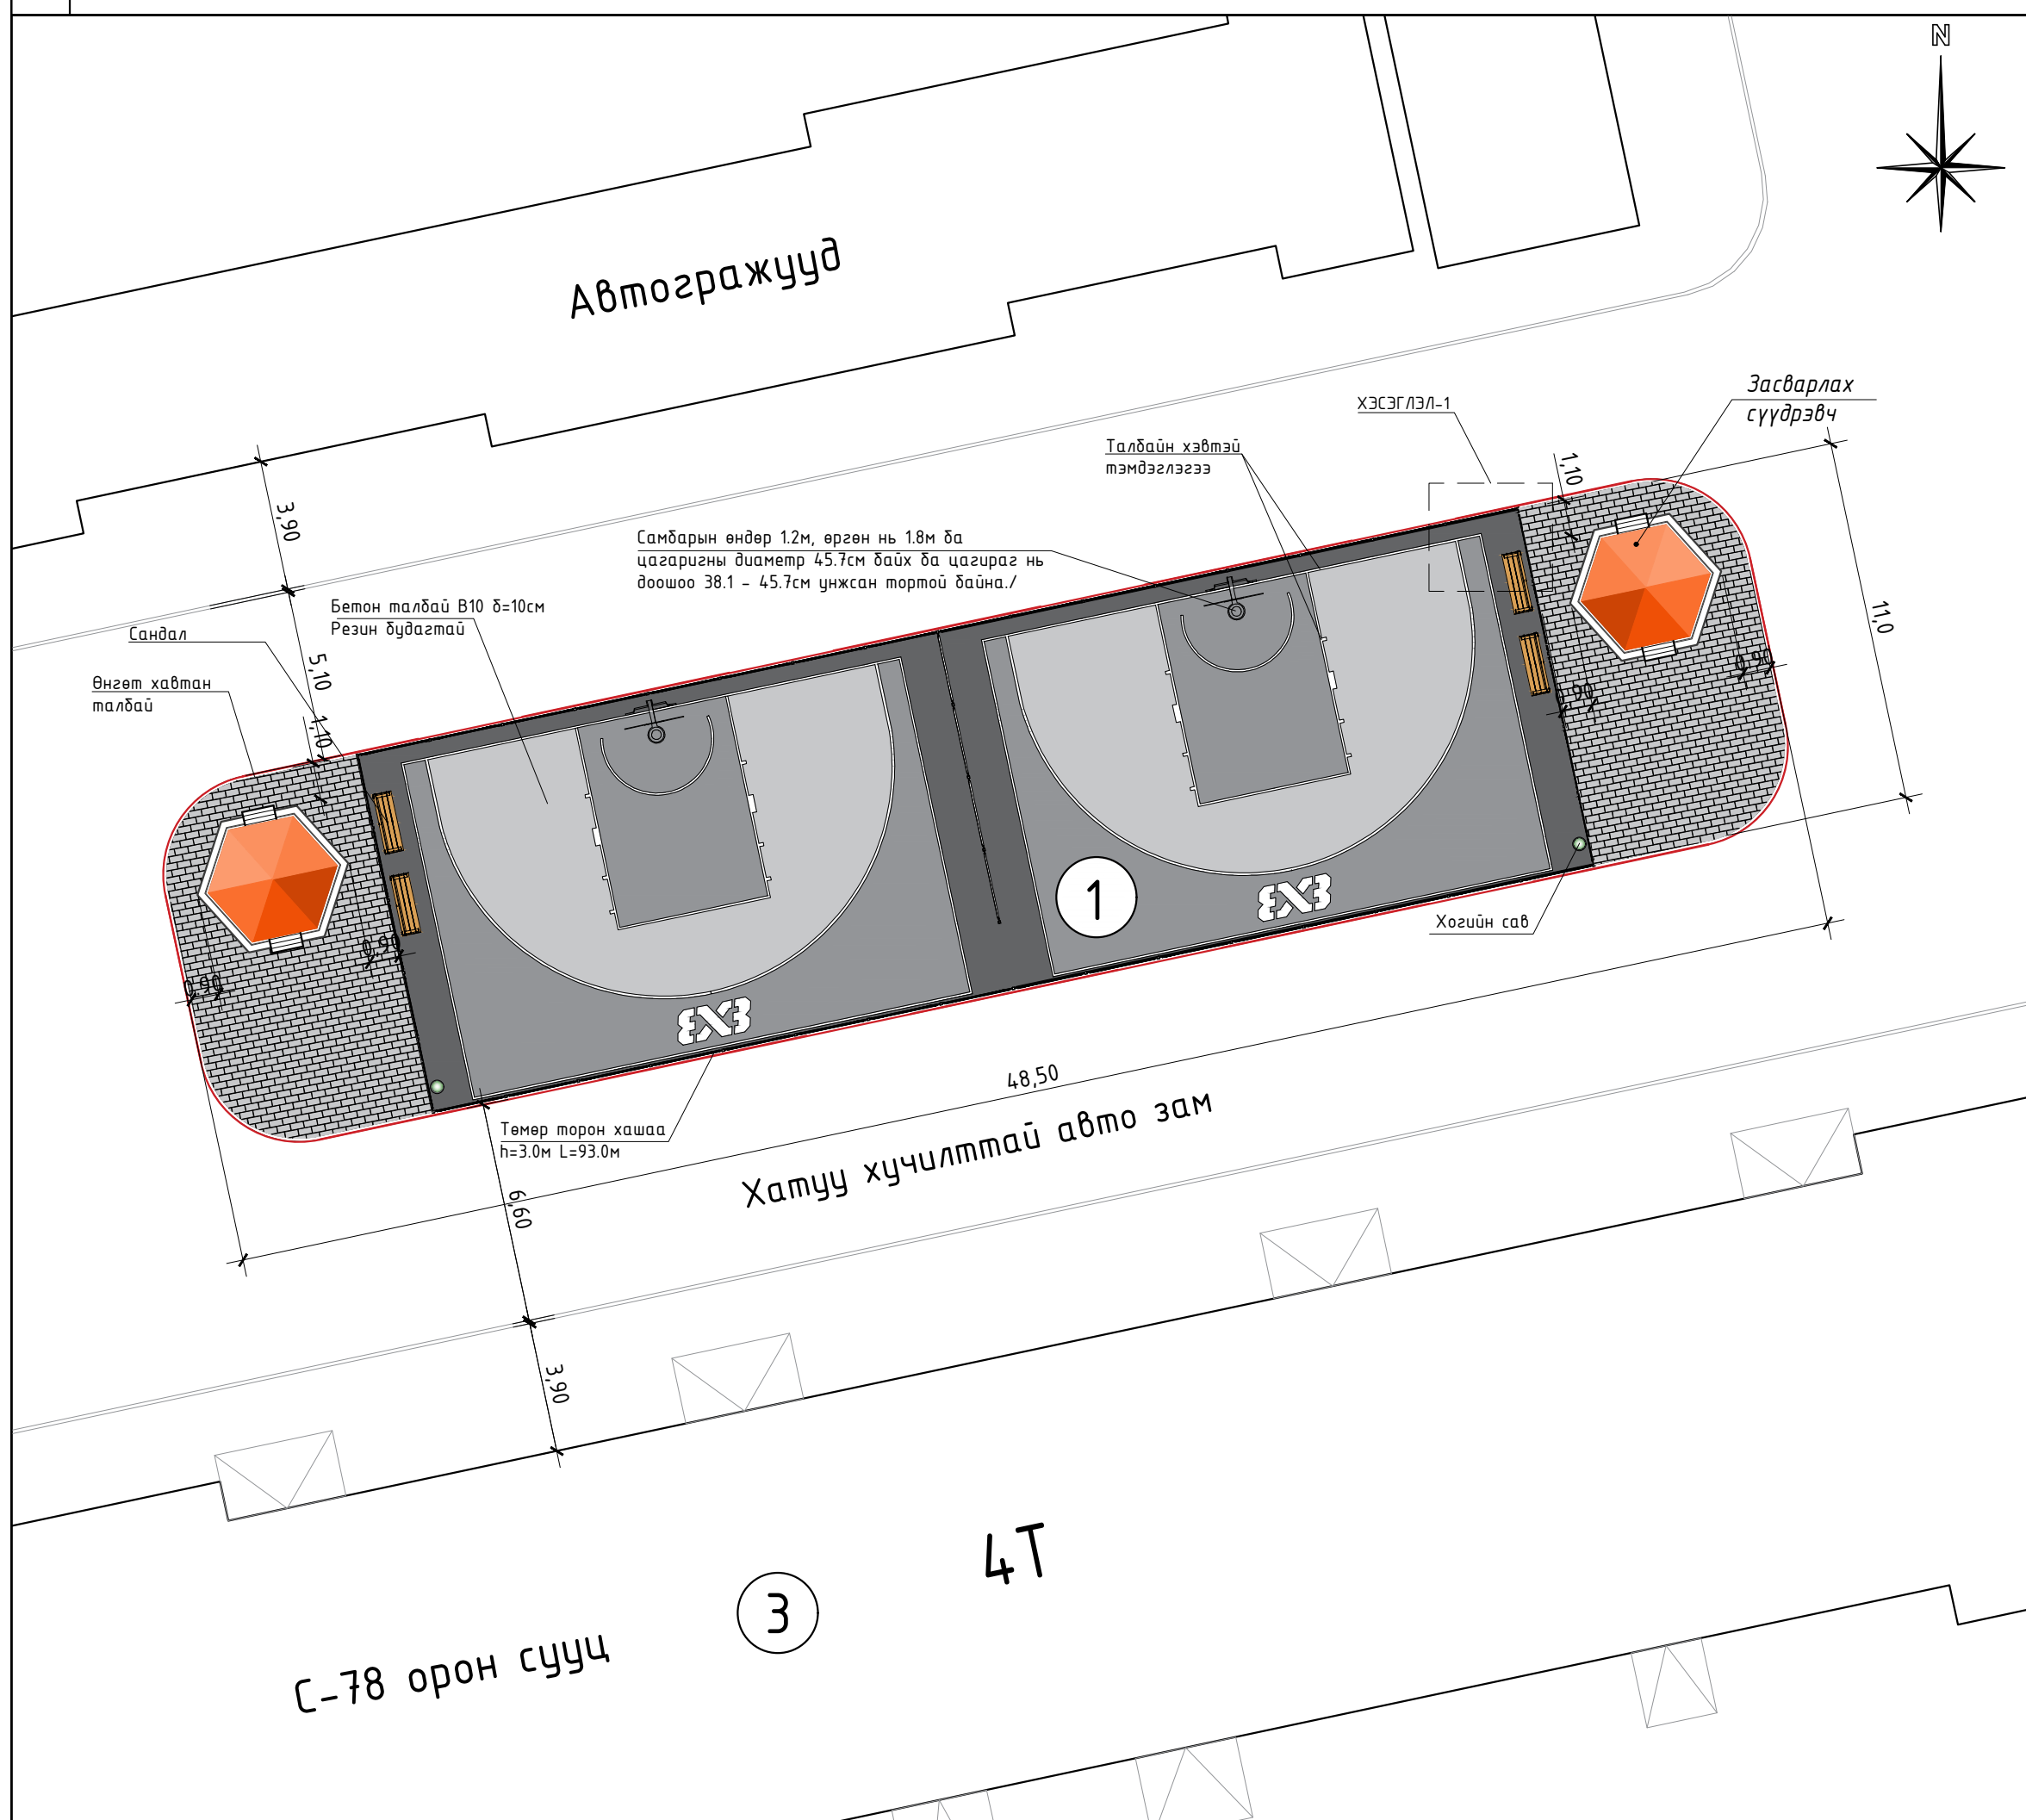 N
Автогражууд
Засварлах
сүүдрэвч
ХЭСЭГЛЭЛ-1
Талбайн хэвтэй
тэмдэглэгээ
1,10
3,90
Самбарын өндөр 1.2м, өргөн нь 1.8м ба
цагаригны диаметр 45.7см байх ба цагираг нь
доошоо 38.1 - 45.7см унжсан тортой байна./
Бетон талбай B10 δ=10см
Резин будагтай
11,0
Сандал
5,10
Өнгөт хавтан
талбай
0,90
0,90
1,10
1
3X3
Хогийн сав
0,90
0,90
3X3
48,50
Төмөр торон хашаа
h=3.0м L=93.0м
Хатуу хучилттай авто зам
6,60
3,90
4Т
3
С-78 орон сууц